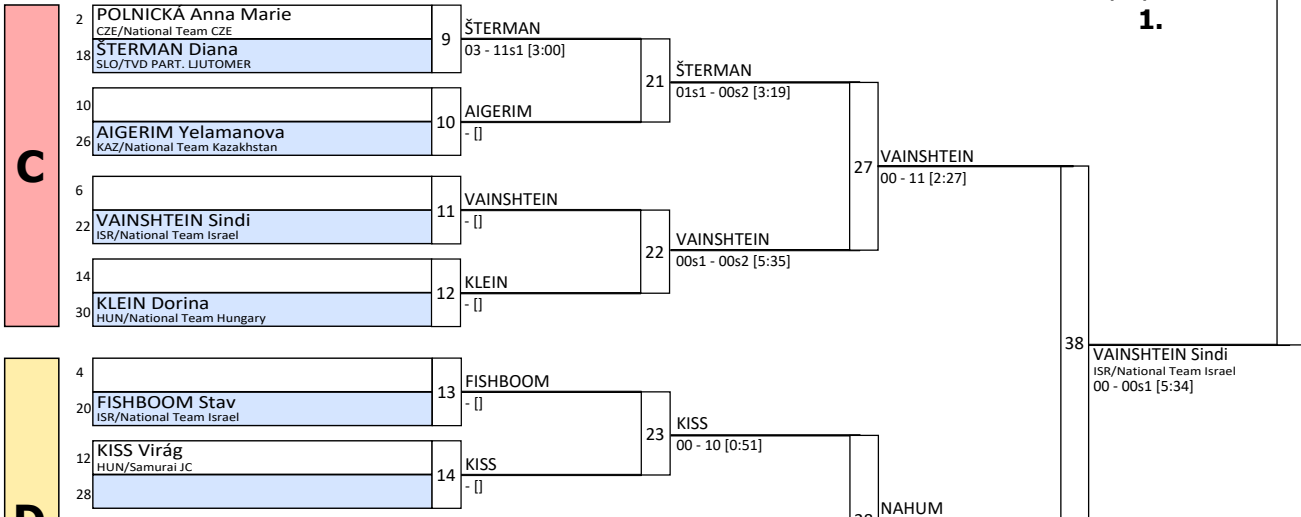 1.
C
2 POLNICKÁ Anna Marie
CZE/National Team CZE
18 ŠTERMAN Diana
SLO/TVD PART. LJUTOMER
9
ŠTERMAN
03 - 11s1 [3:00]
10
26 AIGERIM Yelamanova
KAZ/National Team Kazakhstan
10
AIGERIM
- []
21
ŠTERMAN
01s1 - 00s2 [3:19]
6
22 VAINSHTEIN Sindi
ISR/National Team Israel
11
VAINSHTEIN
- []
14
30 KLEIN Dorina
HUN/National Team Hungary
12
KLEIN
- []
22
VAINSHTEIN
00s1 - 00s2 [5:35]
27
VAINSHTEIN
00 - 11 [2:27]
38
VAINSHTEIN Sindi
ISR/National Team Israel
00 - 00s1 [5:34]
4
20 FISHBOOM Stav
ISR/National Team Israel
13
FISHBOOM
- []
12 KISS Virág
HUN/Samurai JC
28
14
KISS
- []
23
KISS
00 - 10 [0:51]
NAHUM